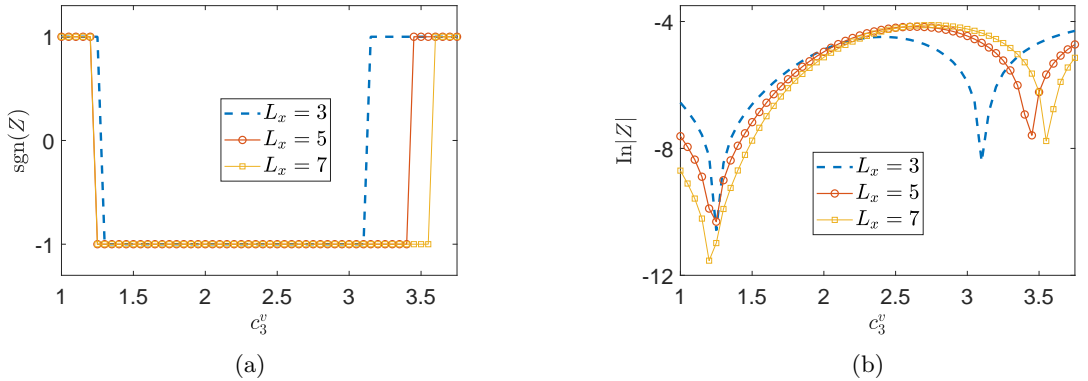 1
0
-1
sgn(Z)
L_x = 3
L_x = 5
L_x = 7
1 1.5 2 2.5 3 3.5
c_3^v
(a)
-4
-8
-12
In|Z|
L_x = 3
L_x = 5
L_x = 7
1 1.5 2 2.5 3 3.5
c_3^v
(b)